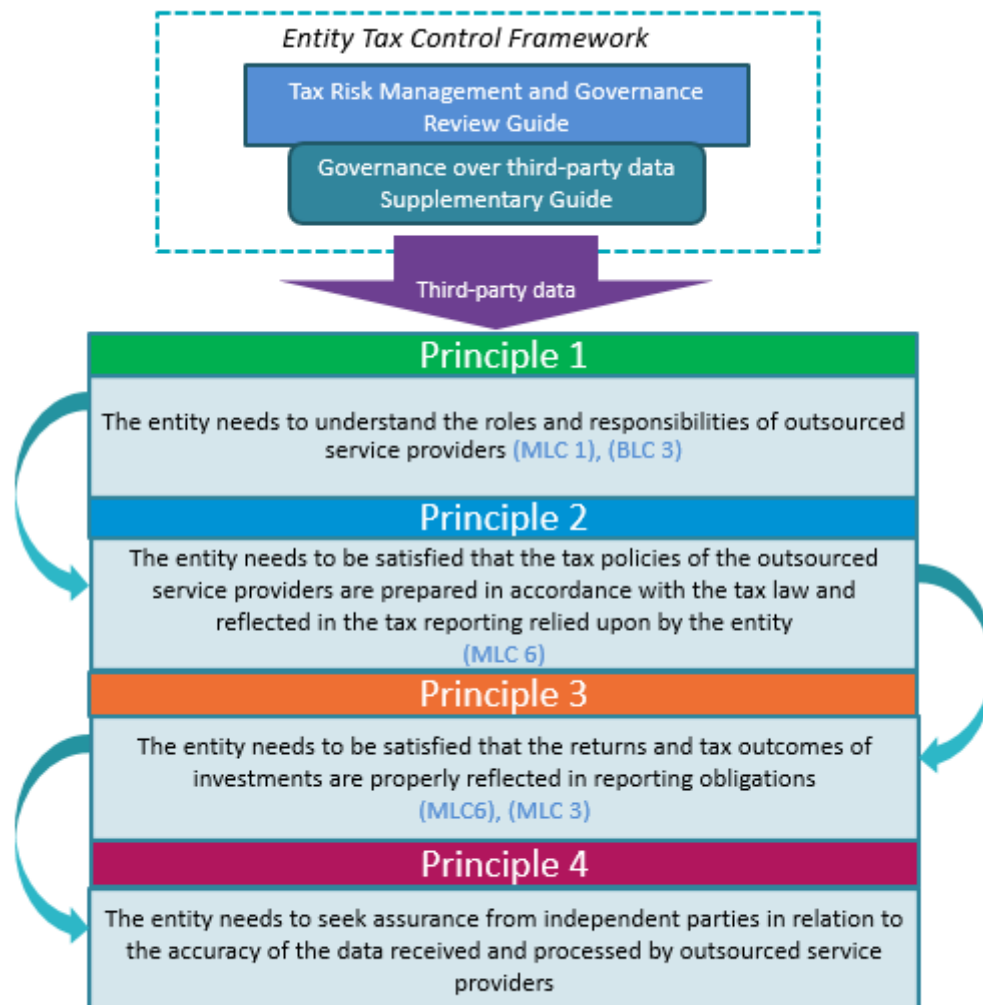 Entity Tax Control Framework
Tax Risk Management and Governance
Review Guide
Governance over third-party data
Supplementary Guide
Third-party data
Principle 1
The entity needs to understand the roles and responsibilities of outsourced
service providers (MLC 1), (BLC 3)
Principle 2
The entity needs to be satisfied that the tax policies of the outsourced
service providers are prepared in accordance with the tax law and
reflected in the tax reporting relied upon by the entity
(MLC 6)
Principle 3
The entity needs to be satisfied that the returns and tax outcomes of
investments are properly reflected in reporting obligations
(MLC6), (MLC 3)
Principle 4
The entity needs to seek assurance from independent parties in relation to
the accuracy of the data received and processed by outsourced service
providers